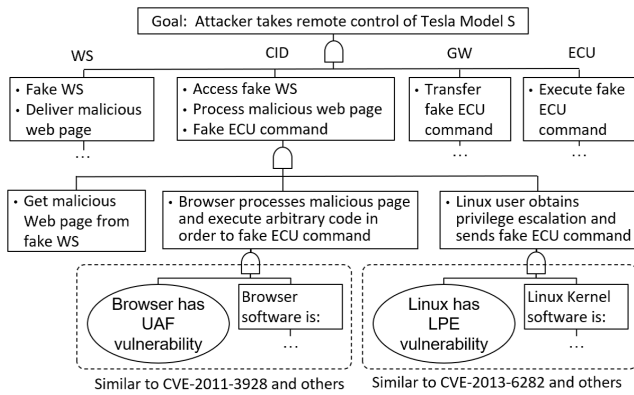 Goal: Attacker takes remote control of Tesla Model S
WS
CID
GW
ECU
• Fake WS
• Deliver malicious
web page
...
• Access fake WS
• Process malicious web page
• Fake ECU command
• Transfer
fake ECU
command
...
• Execute fake
ECU
command
...
• Get malicious
Web page from
fake WS
• Browser processes malicious page
and execute arbitrary code in
order to fake ECU command
• Linux user obtains
privilege escalation and
sends fake ECU command
Browser has
UAF
vulnerability
Browser
software is:
...
Linux has
LPE
vulnerability
Linux Kernel
software is:
...
Similar to CVE-2011-3928 and others
Similar to CVE-2013-6282 and others